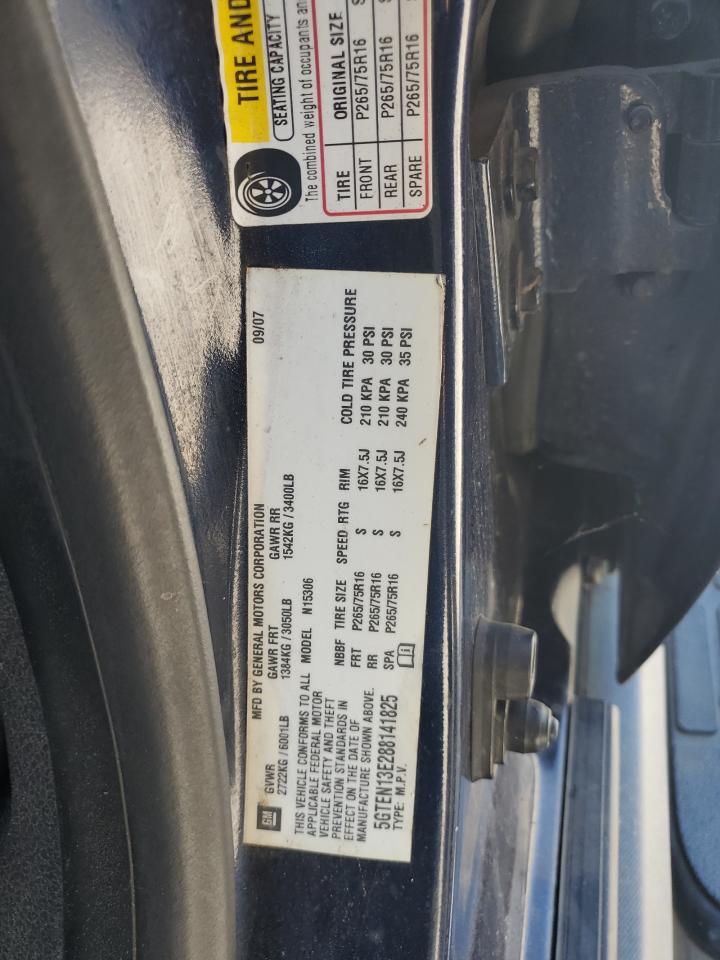 TIRE AND
SEATING CAPACITY
The combined weight of occupants an
TIRE ORIGINAL SIZE
FRONT P265/75R16
REAR P265/75R16
SPARE P265/75R16
GM MFD BY GENERAL MOTORS CORPORATION 09/07
GVWR GAWR FRT GAWR RR
2722KG / 6001LB 1384KG / 3050LB 1542KG / 3400LB
THIS VEHICLE CONFORMS TO ALL MODEL N15306
APPLICABLE FEDERAL MOTOR
VEHICLE SAFETY AND THEFT
PREVENTION STANDARDS IN
EFFECT ON THE DATE OF
MANUFACTURE SHOWN ABOVE.
5GTEN13E288141825
TYPE: M.P.V.
NBBF TIRE SIZE SPEED RTG RIM COLD TIRE PRESSURE
FRT P265/75R16 S 16X7.5J 210 KPA 30 PSI
RR P265/75R16 S 16X7.5J 210 KPA 30 PSI
SPA P265/75R16 S 16X7.5J 240 KPA 35 PSI